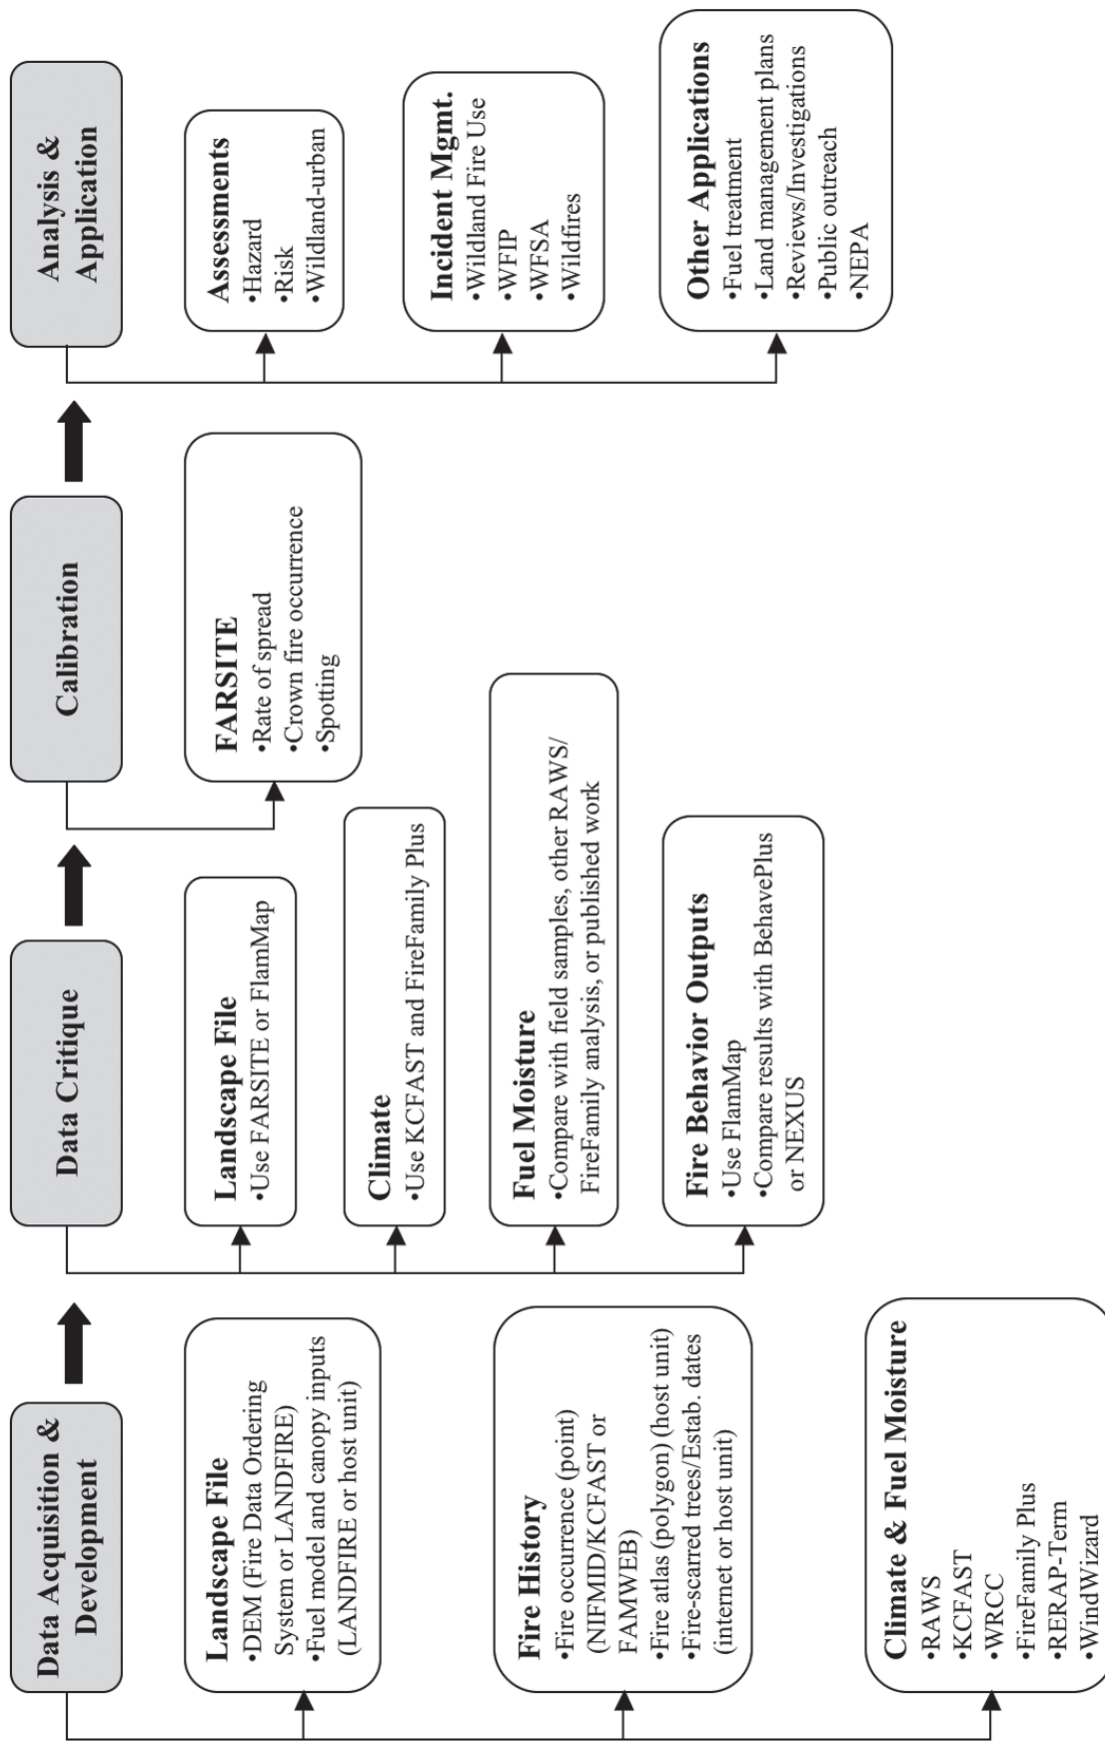 Data Acquisition &
Development
Landscape File
•DEM (Fire Data Ordering
System or LANDFIRE)
•Fuel model and canopy inputs
(LANDFIRE or host unit)
Fire History
•Fire occurrence (point)
(NIFMID/KCFAST or
FAMWEB)
•Fire atlas (polygon) (host unit)
•Fire-scarred trees/Estab. dates
(internet or host unit)
Climate & Fuel Moisture
•RAWS
•KCFAST
•WRCC
•FireFamily Plus
•RERAP-Term
•WindWizard
Data Critique
Landscape File
•Use FARSITE or FlamMap
Climate
•Use KCFAST and FireFamily Plus
Fuel Moisture
•Compare with field samples, other RAWS/
FireFamily analysis, or published work
Fire Behavior Outputs
•Use FlamMap
•Compare results with BehavePlus
or NEXUS
Calibration
FARSITE
•Rate of spread
•Crown fire occurrence
•Spotting
Analysis &
Application
Assessments
•Hazard
•Risk
•Wildland-urban
Incident Mgmt.
•Wildland Fire Use
•WFIP
•WFSA
•Wildfires
Other Applications
•Fuel treatment
•Land management plans
•Reviews/Investigations
•Public outreach
•NEPA